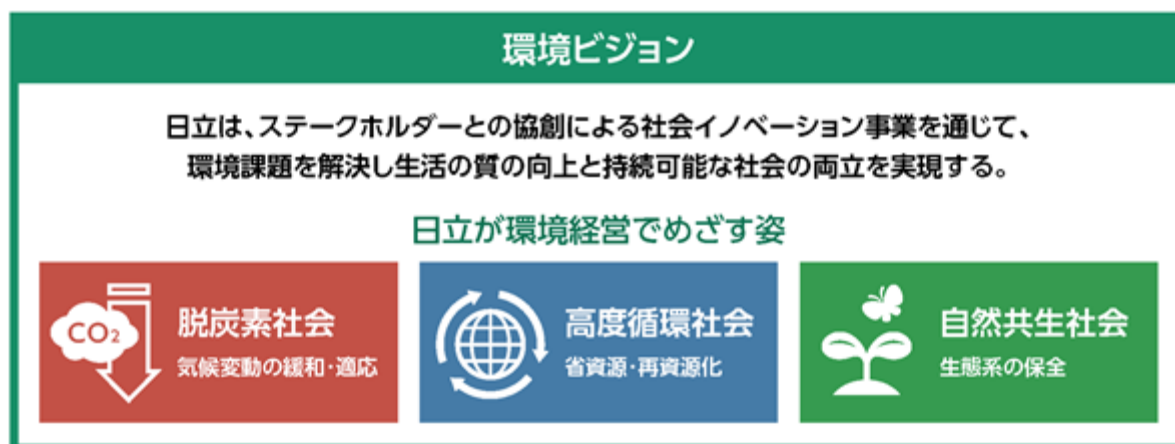 環境ビジョン
日立は、ステークホルダーとの協創による社会イノベーション事業を通じて、
環境課題を解決し生活の質の向上と持続可能な社会の両立を実現する。
日立が環境経営でめざす姿
CO₂
脱炭素社会
気候変動の緩和・適応
高度循環社会
省資源・再資源化
自然共生社会
生態系の保全